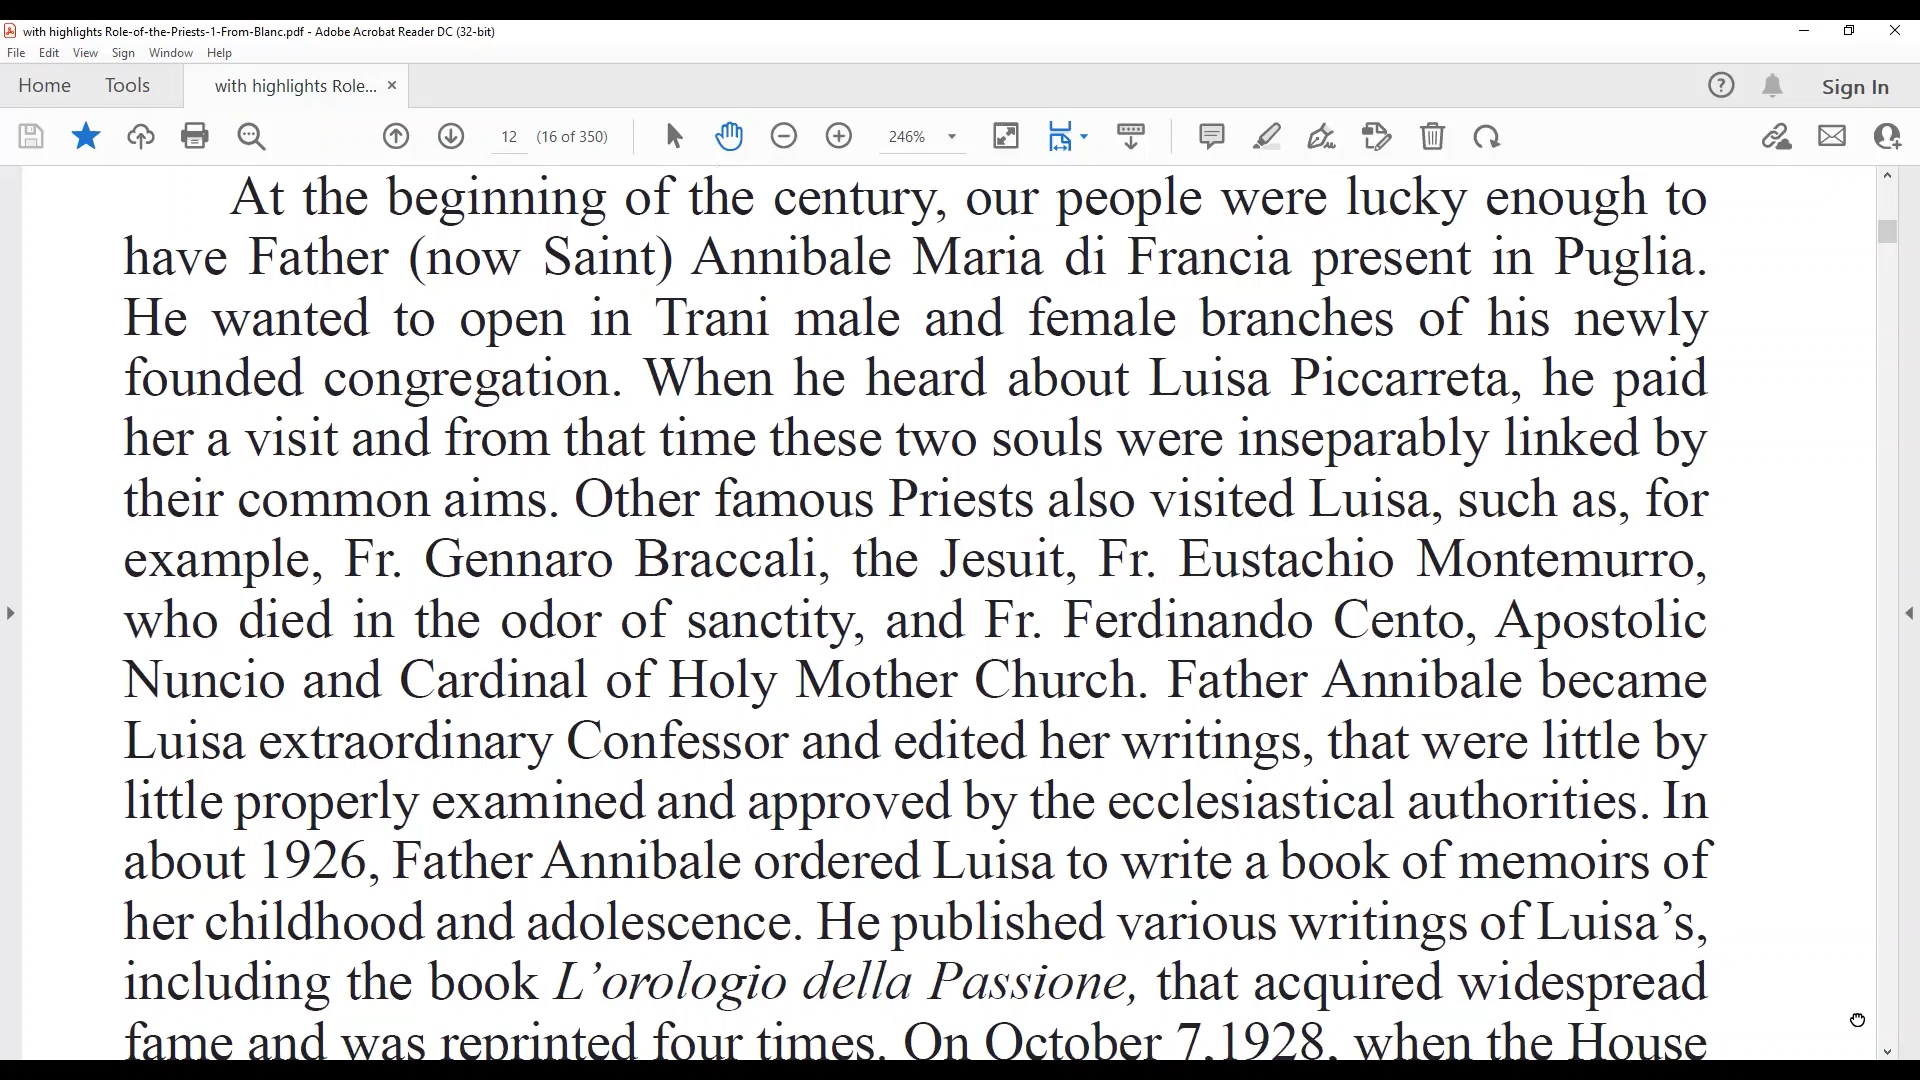 with highlights Role-of-the-Priests-1-From-Blanc.pdf - Adobe Acrobat Reader DC (32-bit)
File Edit View Sign Window Help
Home Tools with highlights Role... × Sign In
12 (16 of 350) 246%
At the beginning of the century, our people were lucky enough to
have Father (now Saint) Annibale Maria di Francia present in Puglia.
He wanted to open in Trani male and female branches of his newly
founded congregation. When he heard about Luisa Piccarreta, he paid
her a visit and from that time these two souls were inseparably linked by
their common aims. Other famous Priests also visited Luisa, such as, for
example, Fr. Gennaro Braccali, the Jesuit, Fr. Eustachio Montemurro,
who died in the odor of sanctity, and Fr. Ferdinando Cento, Apostolic
Nuncio and Cardinal of Holy Mother Church. Father Annibale became
Luisa extraordinary Confessor and edited her writings, that were little by
little properly examined and approved by the ecclesiastical authorities. In
about 1926, Father Annibale ordered Luisa to write a book of memoirs of
her childhood and adolescence. He published various writings of Luisa’s,
including the book L’orologio della Passione, that acquired widespread
fame and was reprinted four times. On October 7,1928, when the House